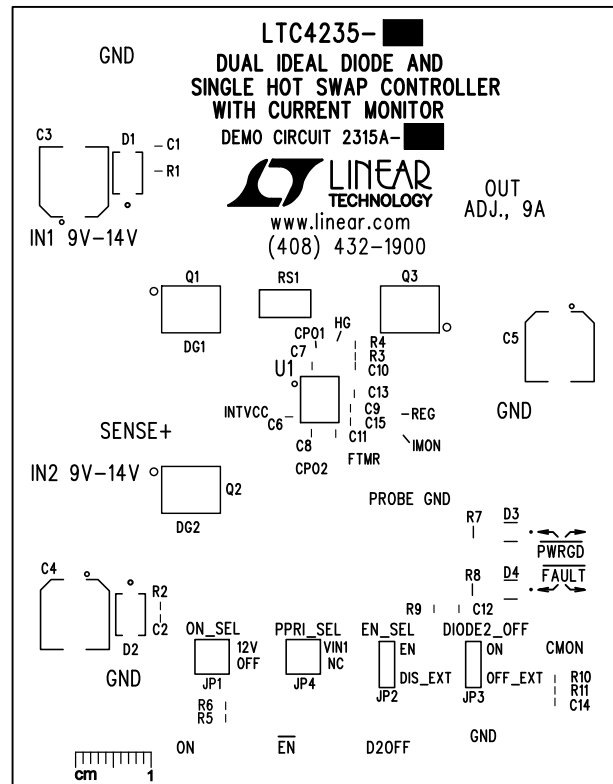 LTC4235-
GND
DUAL IDEAL DIODE AND
SINGLE HOT SWAP CONTROLLER
WITH CURRENT MONITOR
DEMO CIRCUIT 2315A-
C3
D1
C1
R1
LINEAR
TECHNOLOGY
OUT
ADJ., 9A
www.linear.com
(408) 432-1900
IN1 9V-14V
Q1
RS1
Q3
DG1
CPO1
HG
C7
R4
R3
C10
C5
U1
C13
INTVCC
C6
C9
C15
REG
GND
SENSE+
C8
C11
IMON
CPO2
FTMR
IN2 9V-14V
Q2
DG2
PROBE GND
R7
D3
PWRGD
C4
R8
D4
FAULT
R2
C2
R9
C12
D2
GND
ON_SEL
12V
OFF
JP1
PPRI_SEL
VIN1
NC
JP4
EN_SEL
EN
DIS_EXT
JP2
DIODE2_OFF
ON
OFF_EXT
JP3
CMON
R10
R11
C14
R6
R5
ON
EN
D2OFF
GND
cm 1